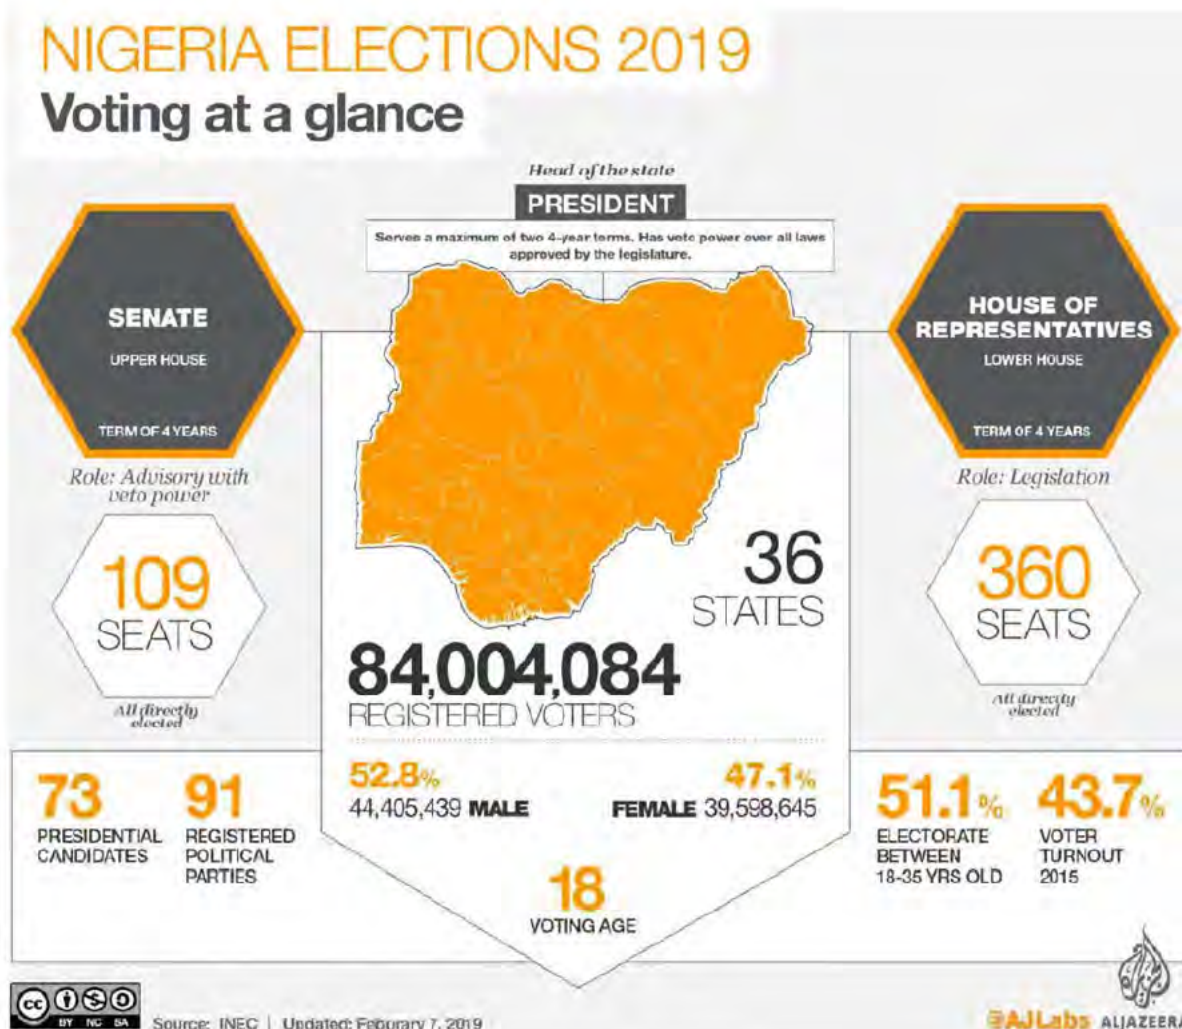 NIGERIA ELECTIONS 2019
Voting at a glance
Head of the state
PRESIDENT
Serves a maximum of two 4-year terms. Has veto power over all laws
approved by the legislature.
SENATE
UPPER HOUSE
TERM OF 4 YEARS
Role: Advisory with
veto power
109
SEATS
All directly
elected
HOUSE OF
REPRESENTATIVES
LOWER HOUSE
TERM OF 4 YEARS
Role: Legislation
360
SEATS
All directly
elected
36
STATES
84,004,084
REGISTERED VOTERS
52.8%
44,405,439 MALE
47.1%
FEMALE 39,598,645
18
VOTING AGE
73
PRESIDENTIAL
CANDIDATES
91
REGISTERED
POLITICAL
PARTIES
51.1%
ELECTORATE
BETWEEN
18-35 YRS OLD
43.7%
VOTER
TURNOUT
2015
cc
BY NC SA
Source: INEC | Updated: Feburary 7, 2019
@AJLabs ALJAZEERA